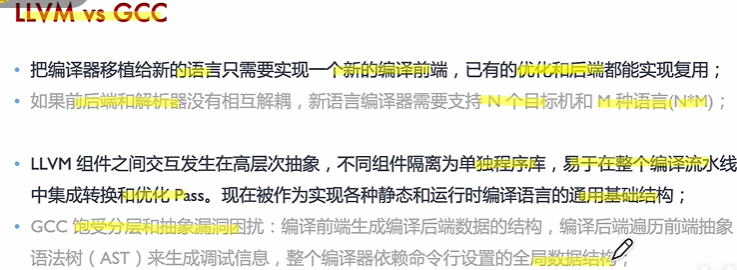 LLVM vs GCC
• 把编译器移植给新的语言只需要实现一个新的编译前端，已有的优化和后端都能实现复用；
• 如果前后端和解析器没有相互解耦，新语言编译器需要支持 N 个目标机和 M 种语言(N*M)；
• LLVM 组件之间交互发生在高层次抽象，不同组件隔离为单独程序库，易于在整个编译流水线
中集成转换和优化 Pass。现在被作为实现各种静态和运行时编译语言的通用基础结构；
• GCC 饱受分层和抽象漏洞困扰：编译前端生成编译后端数据的结构，编译后端遍历前端抽象
语法树（AST）来生成调试信息，整个编译器依赖命令行设置的全局数据结构；